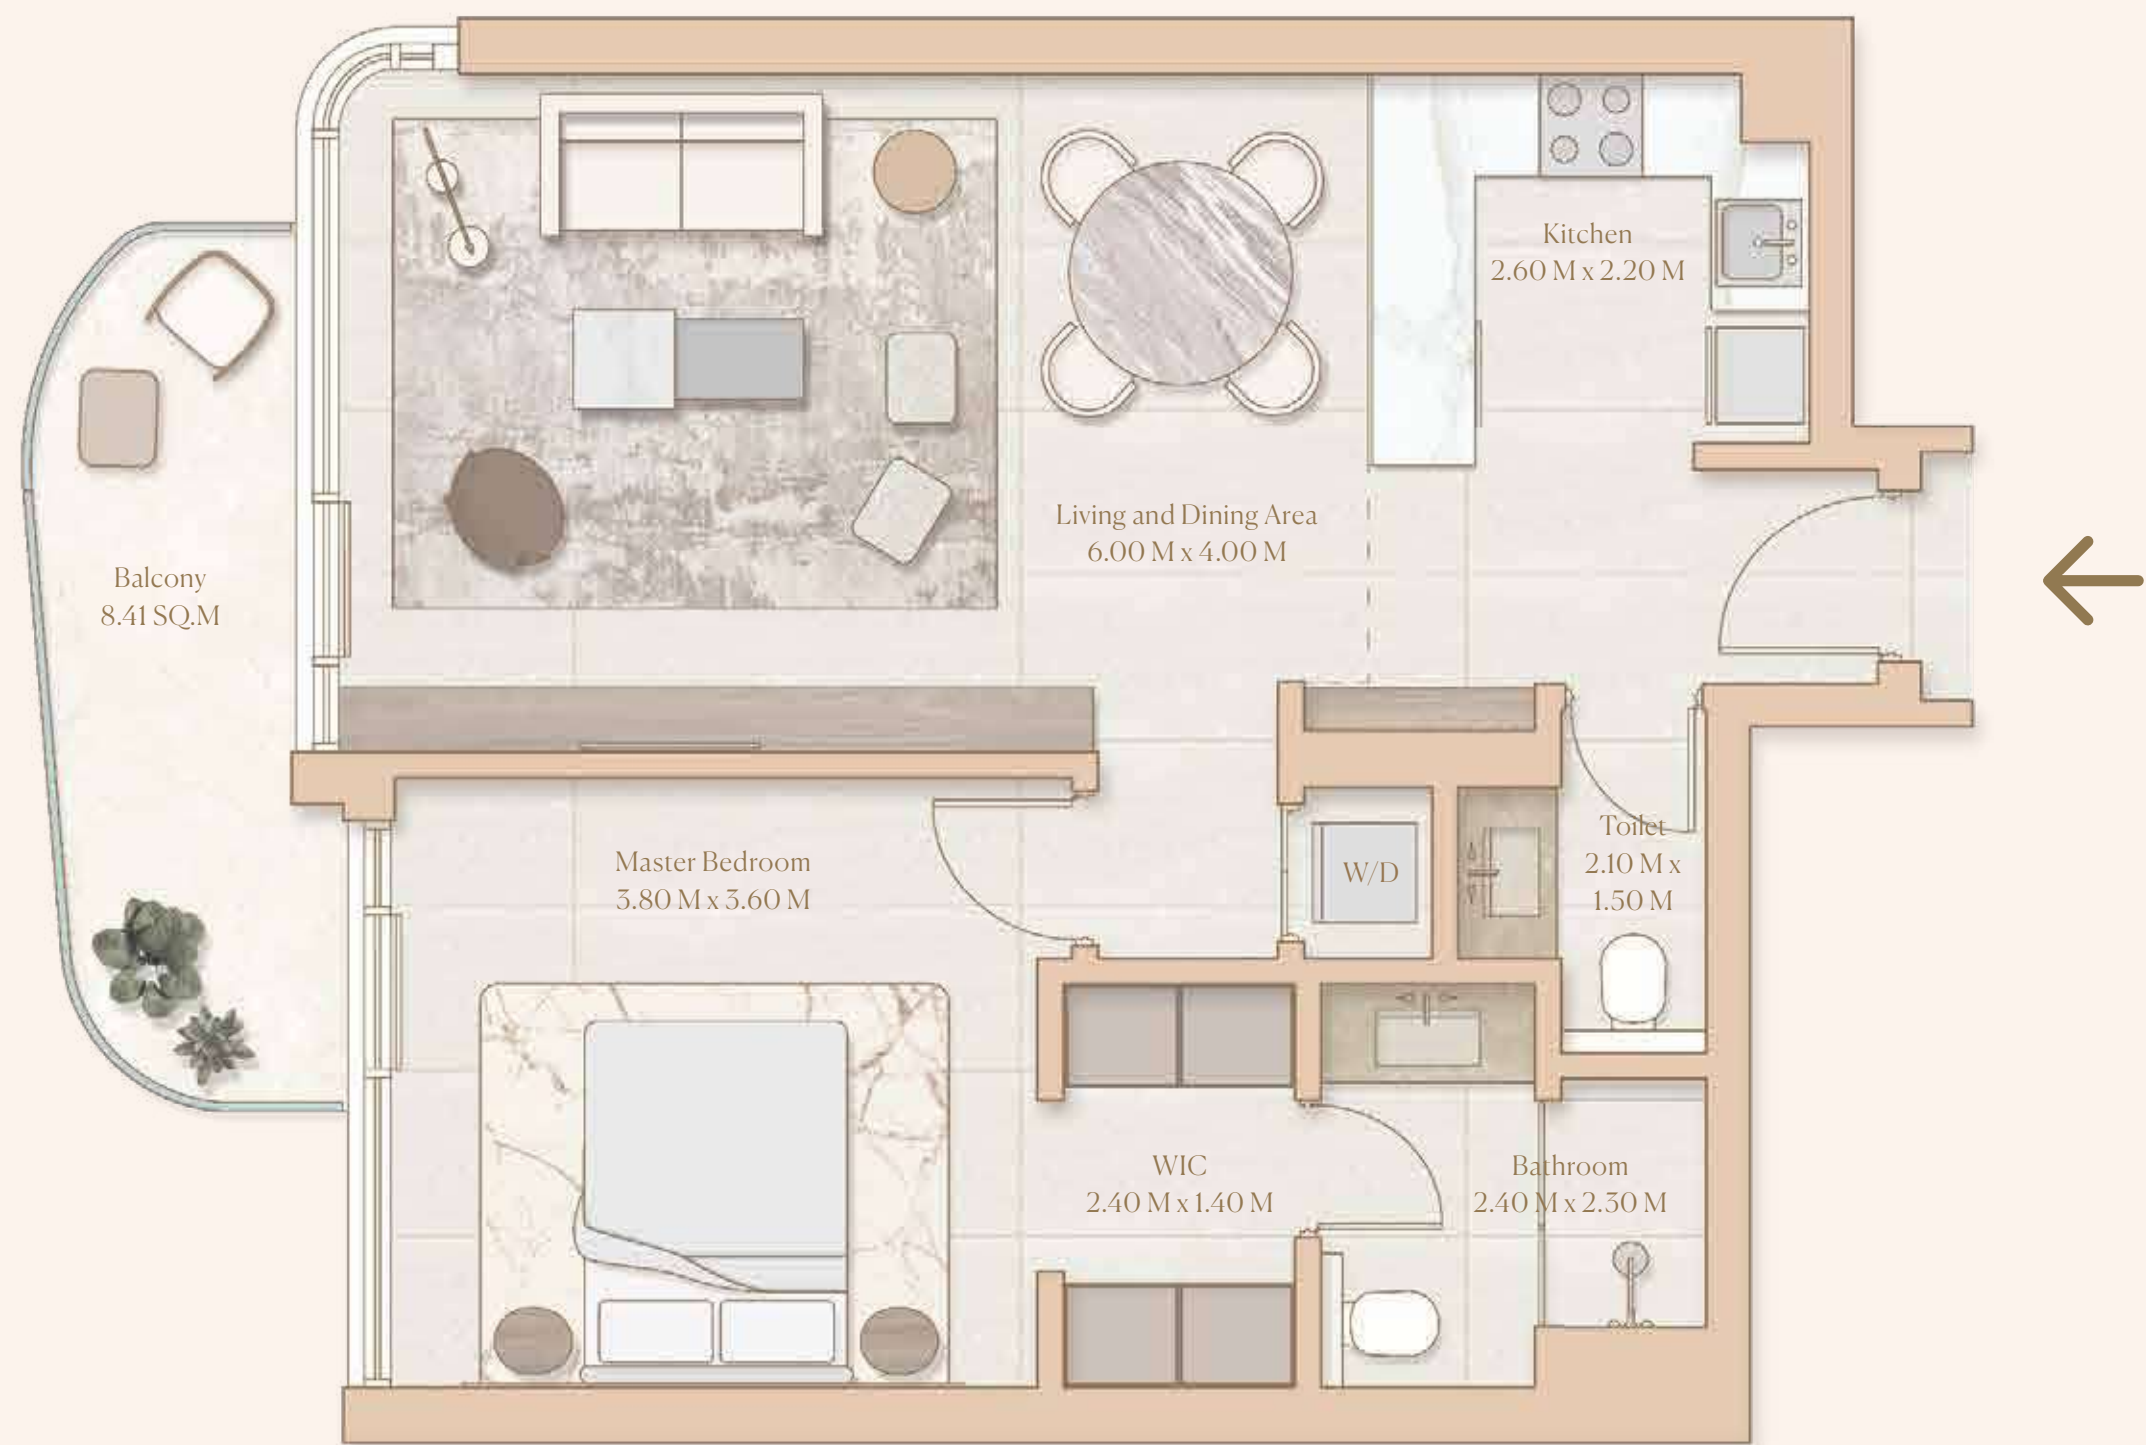 Kitchen
2.60 M x 2.20 M
Living and Dining Area
6.00 M x 4.00 M
Balcony
8.41 SQ.M
Master Bedroom
3.80 M x 3.60 M
W/D
Toilet
2.10 M x
1.50 M
WIC
2.40 M x 1.40 M
Bathroom
2.40 M x 2.30 M